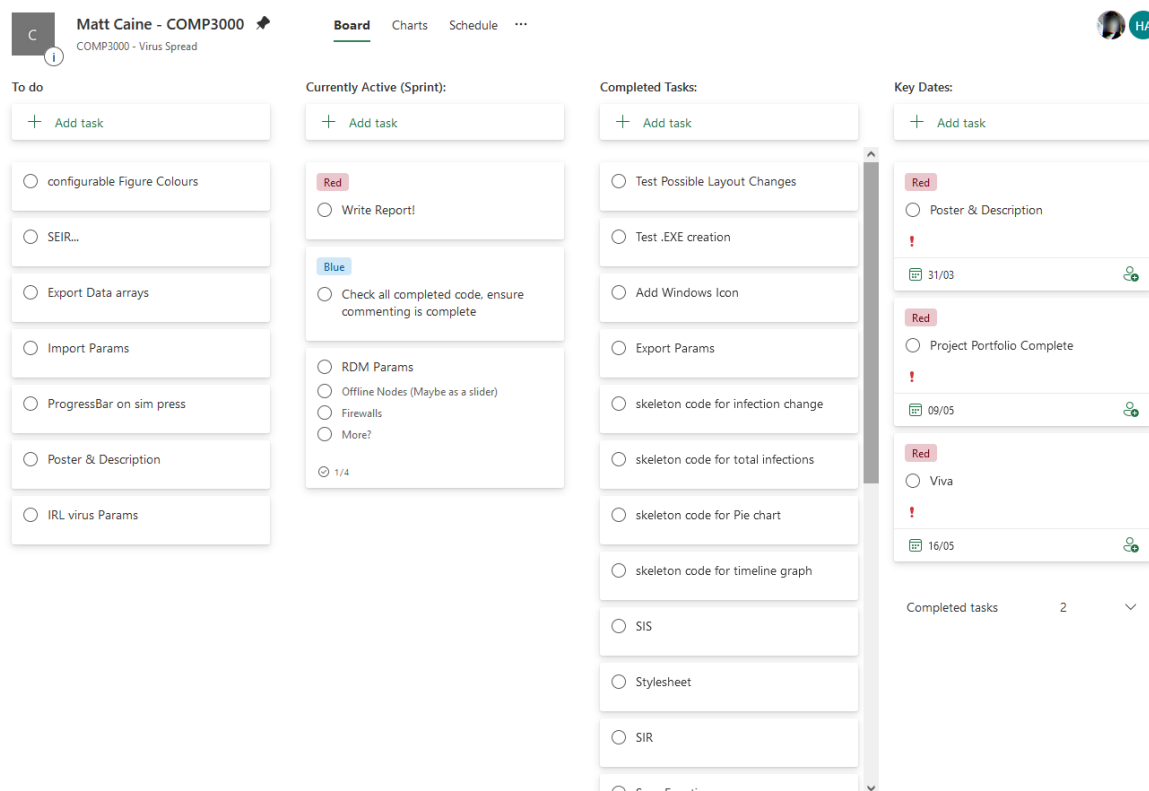 C
Matt Caine - COMP3000
COMP3000 - Virus Spread
i
Board Charts Schedule ...
HA
To do
Add task
configurable Figure Colours
SEIR...
Export Data arrays
Import Params
ProgressBar on sim press
Poster & Description
IRL virus Params
Currently Active (Sprint):
Add task
Red
Write Report!
Blue
Check all completed code, ensure
commenting is complete
RDM Params
Offline Nodes (Maybe as a slider)
Firewalls
More?
1/4
Completed Tasks:
Add task
Test Possible Layout Changes
Test .EXE creation
Add Windows Icon
Export Params
skeleton code for infection change
skeleton code for total infections
skeleton code for Pie chart
skeleton code for timeline graph
SIS
Stylesheet
SIR
Key Dates:
Add task
Red
Poster & Description
!
31/03
Red
Project Portfolio Complete
!
09/05
Red
Viva
!
16/05
Completed tasks 2